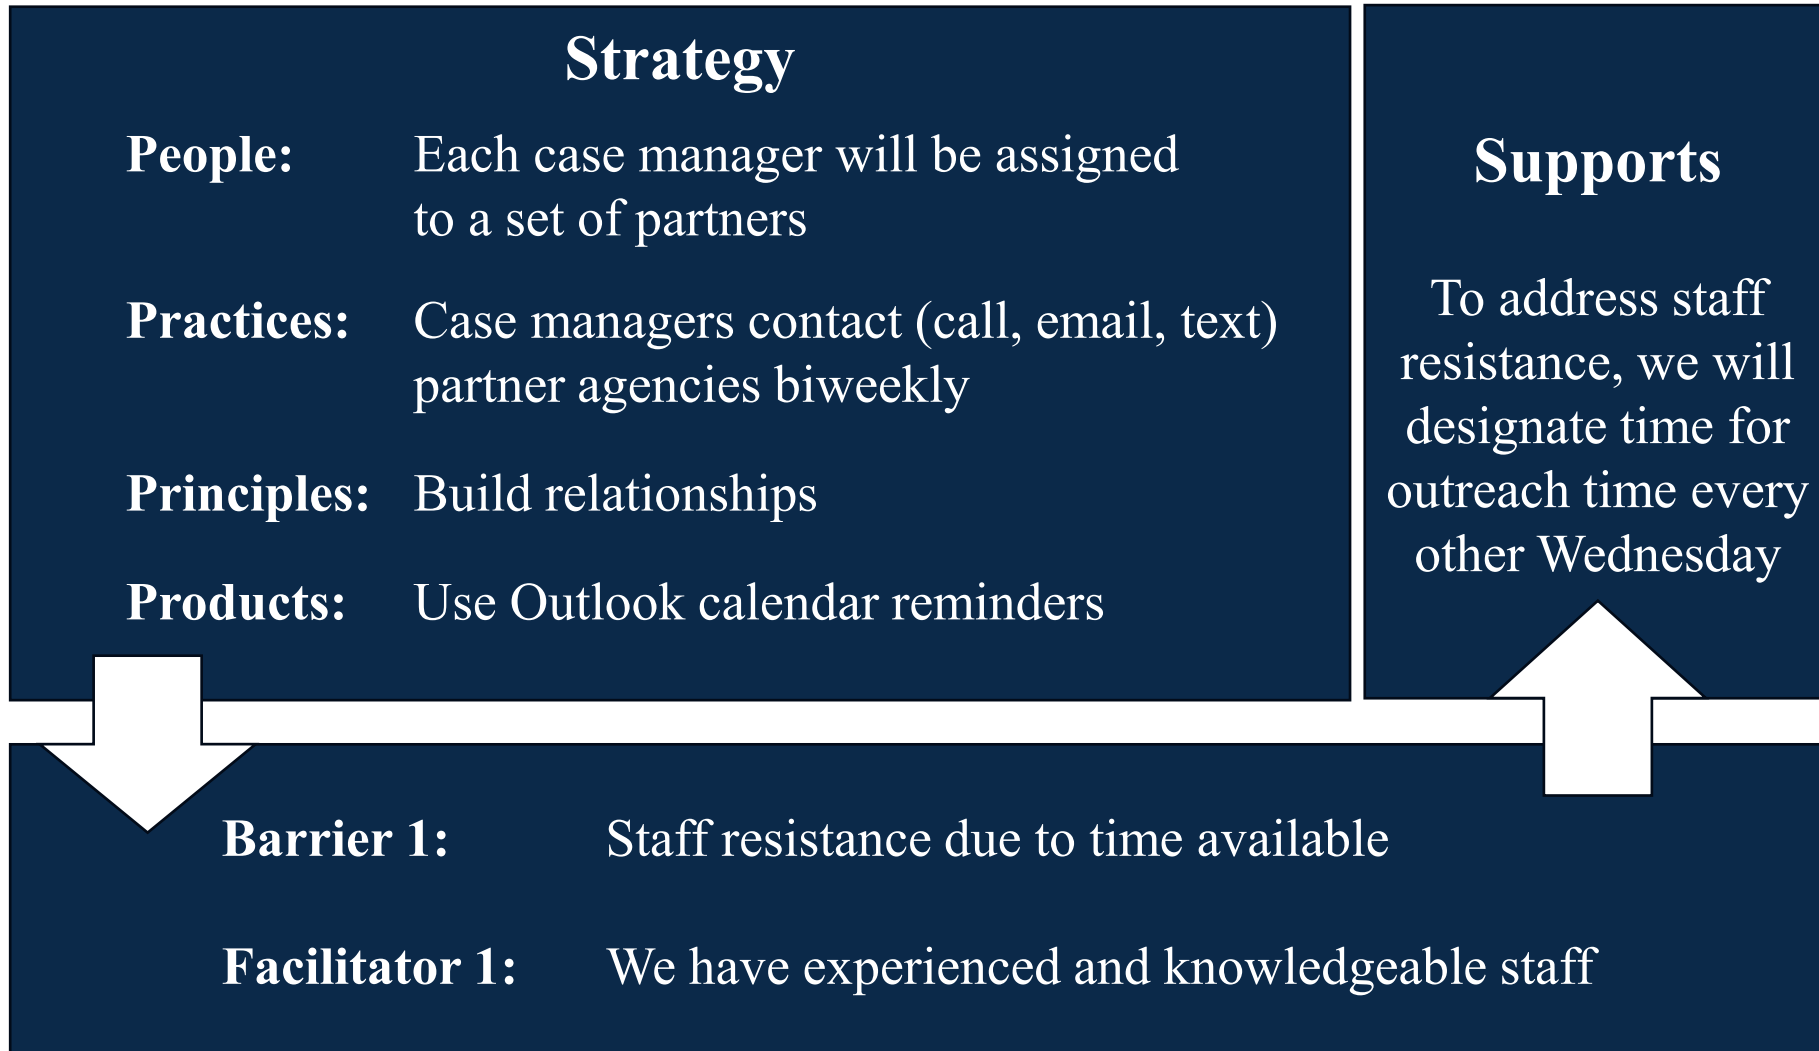 Strategy
People: Each case manager will be assigned
to a set of partners
Practices: Case managers contact (call, email, text)
partner agencies biweekly
Principles: Build relationships
Products: Use Outlook calendar reminders
Supports
To address staff
resistance, we will
designate time for
outreach time every
other Wednesday
Barrier 1: Staff resistance due to time available
Facilitator 1: We have experienced and knowledgeable staff